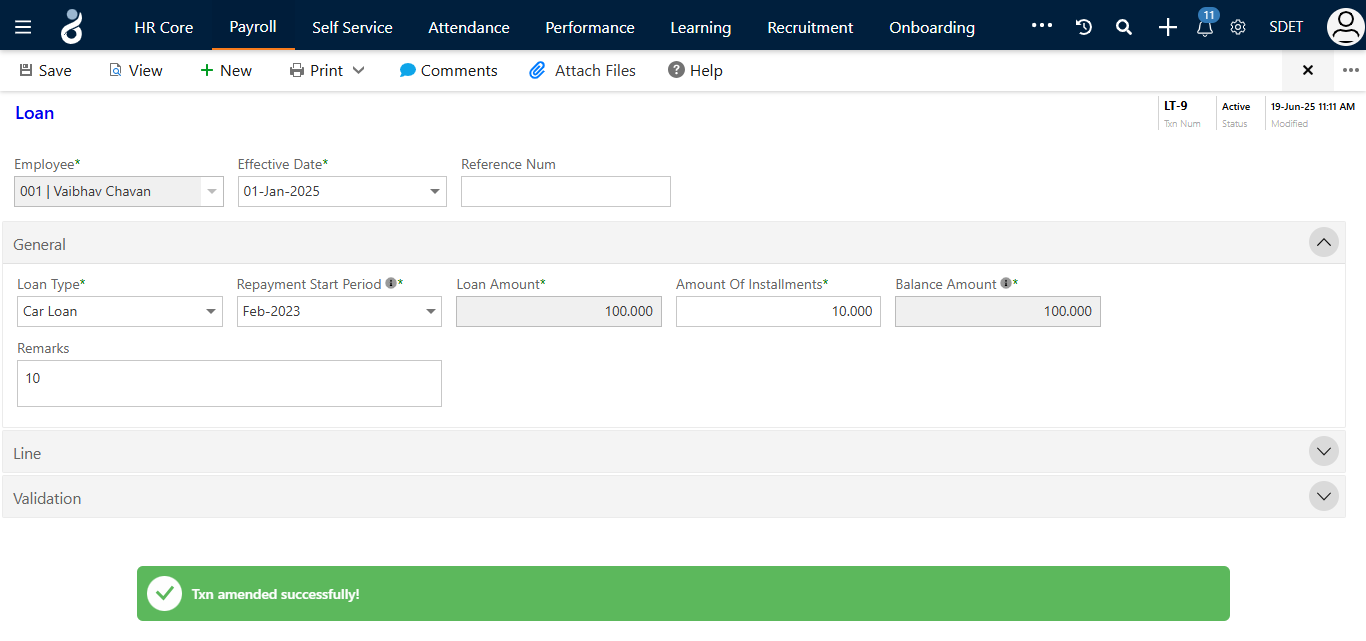 HR Core Payroll Self Service Attendance Performance Learning Recruitment Onboarding ••• 11 SDET
Save View New Print Comments Attach Files Help •••
Loan
LT-9 Active 19-Jun-25 11:11 AM
Txn Num Status Modified
Employee* Effective Date* Reference Num
001 | Vaibhav Chavan 01-Jan-2025
General
Loan Type* Repayment Start Period * Loan Amount* Amount Of Installments* Balance Amount *
Car Loan Feb-2023 100.000 10.000 100.000
Remarks
10
Line
Validation
Txn amended successfully!